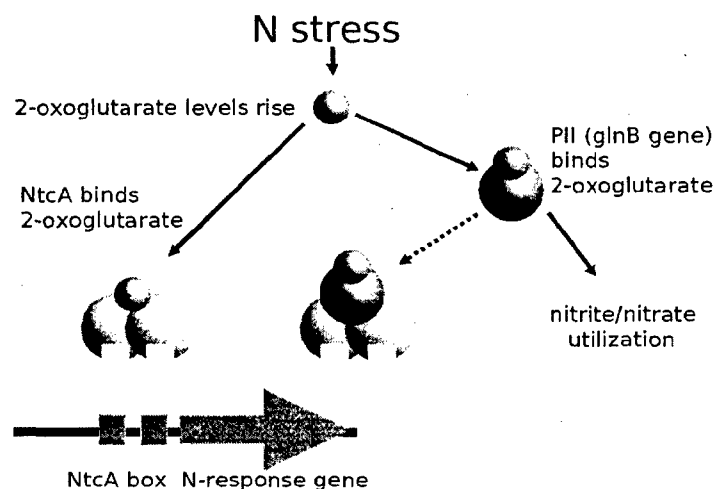 N stress
2-oxoglutarate levels rise
PII (glnB gene)
binds
2-oxoglutarate
NtcA binds
2-oxoglutarate
nitrite/nitrate
utilization
NtcA box N-response gene